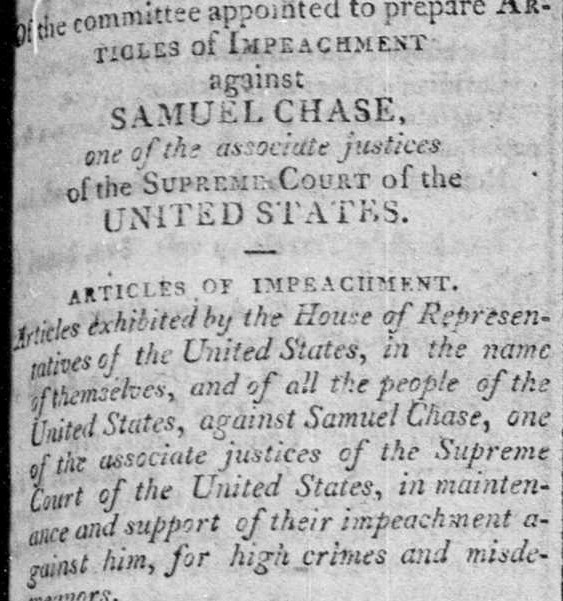 Of the committee appointed to prepare AR-
TICLES of IMPEACHMENT
against
SAMUEL CHASE,
one of the associate justices
of the SUPREME COURT of the
UNITED STATES.
ARTICLES OF IMPEACHMENT.
Articles exhibited by the House of Represen-
tatives of the United States, in the name
of themselves, and of all the people of the
United States, against Samuel Chase, one
of the associate justices of the Supreme
Court of the United States, in mainten-
ance and support of their impeachment a-
gainst him, for high crimes and misde-
meanors.